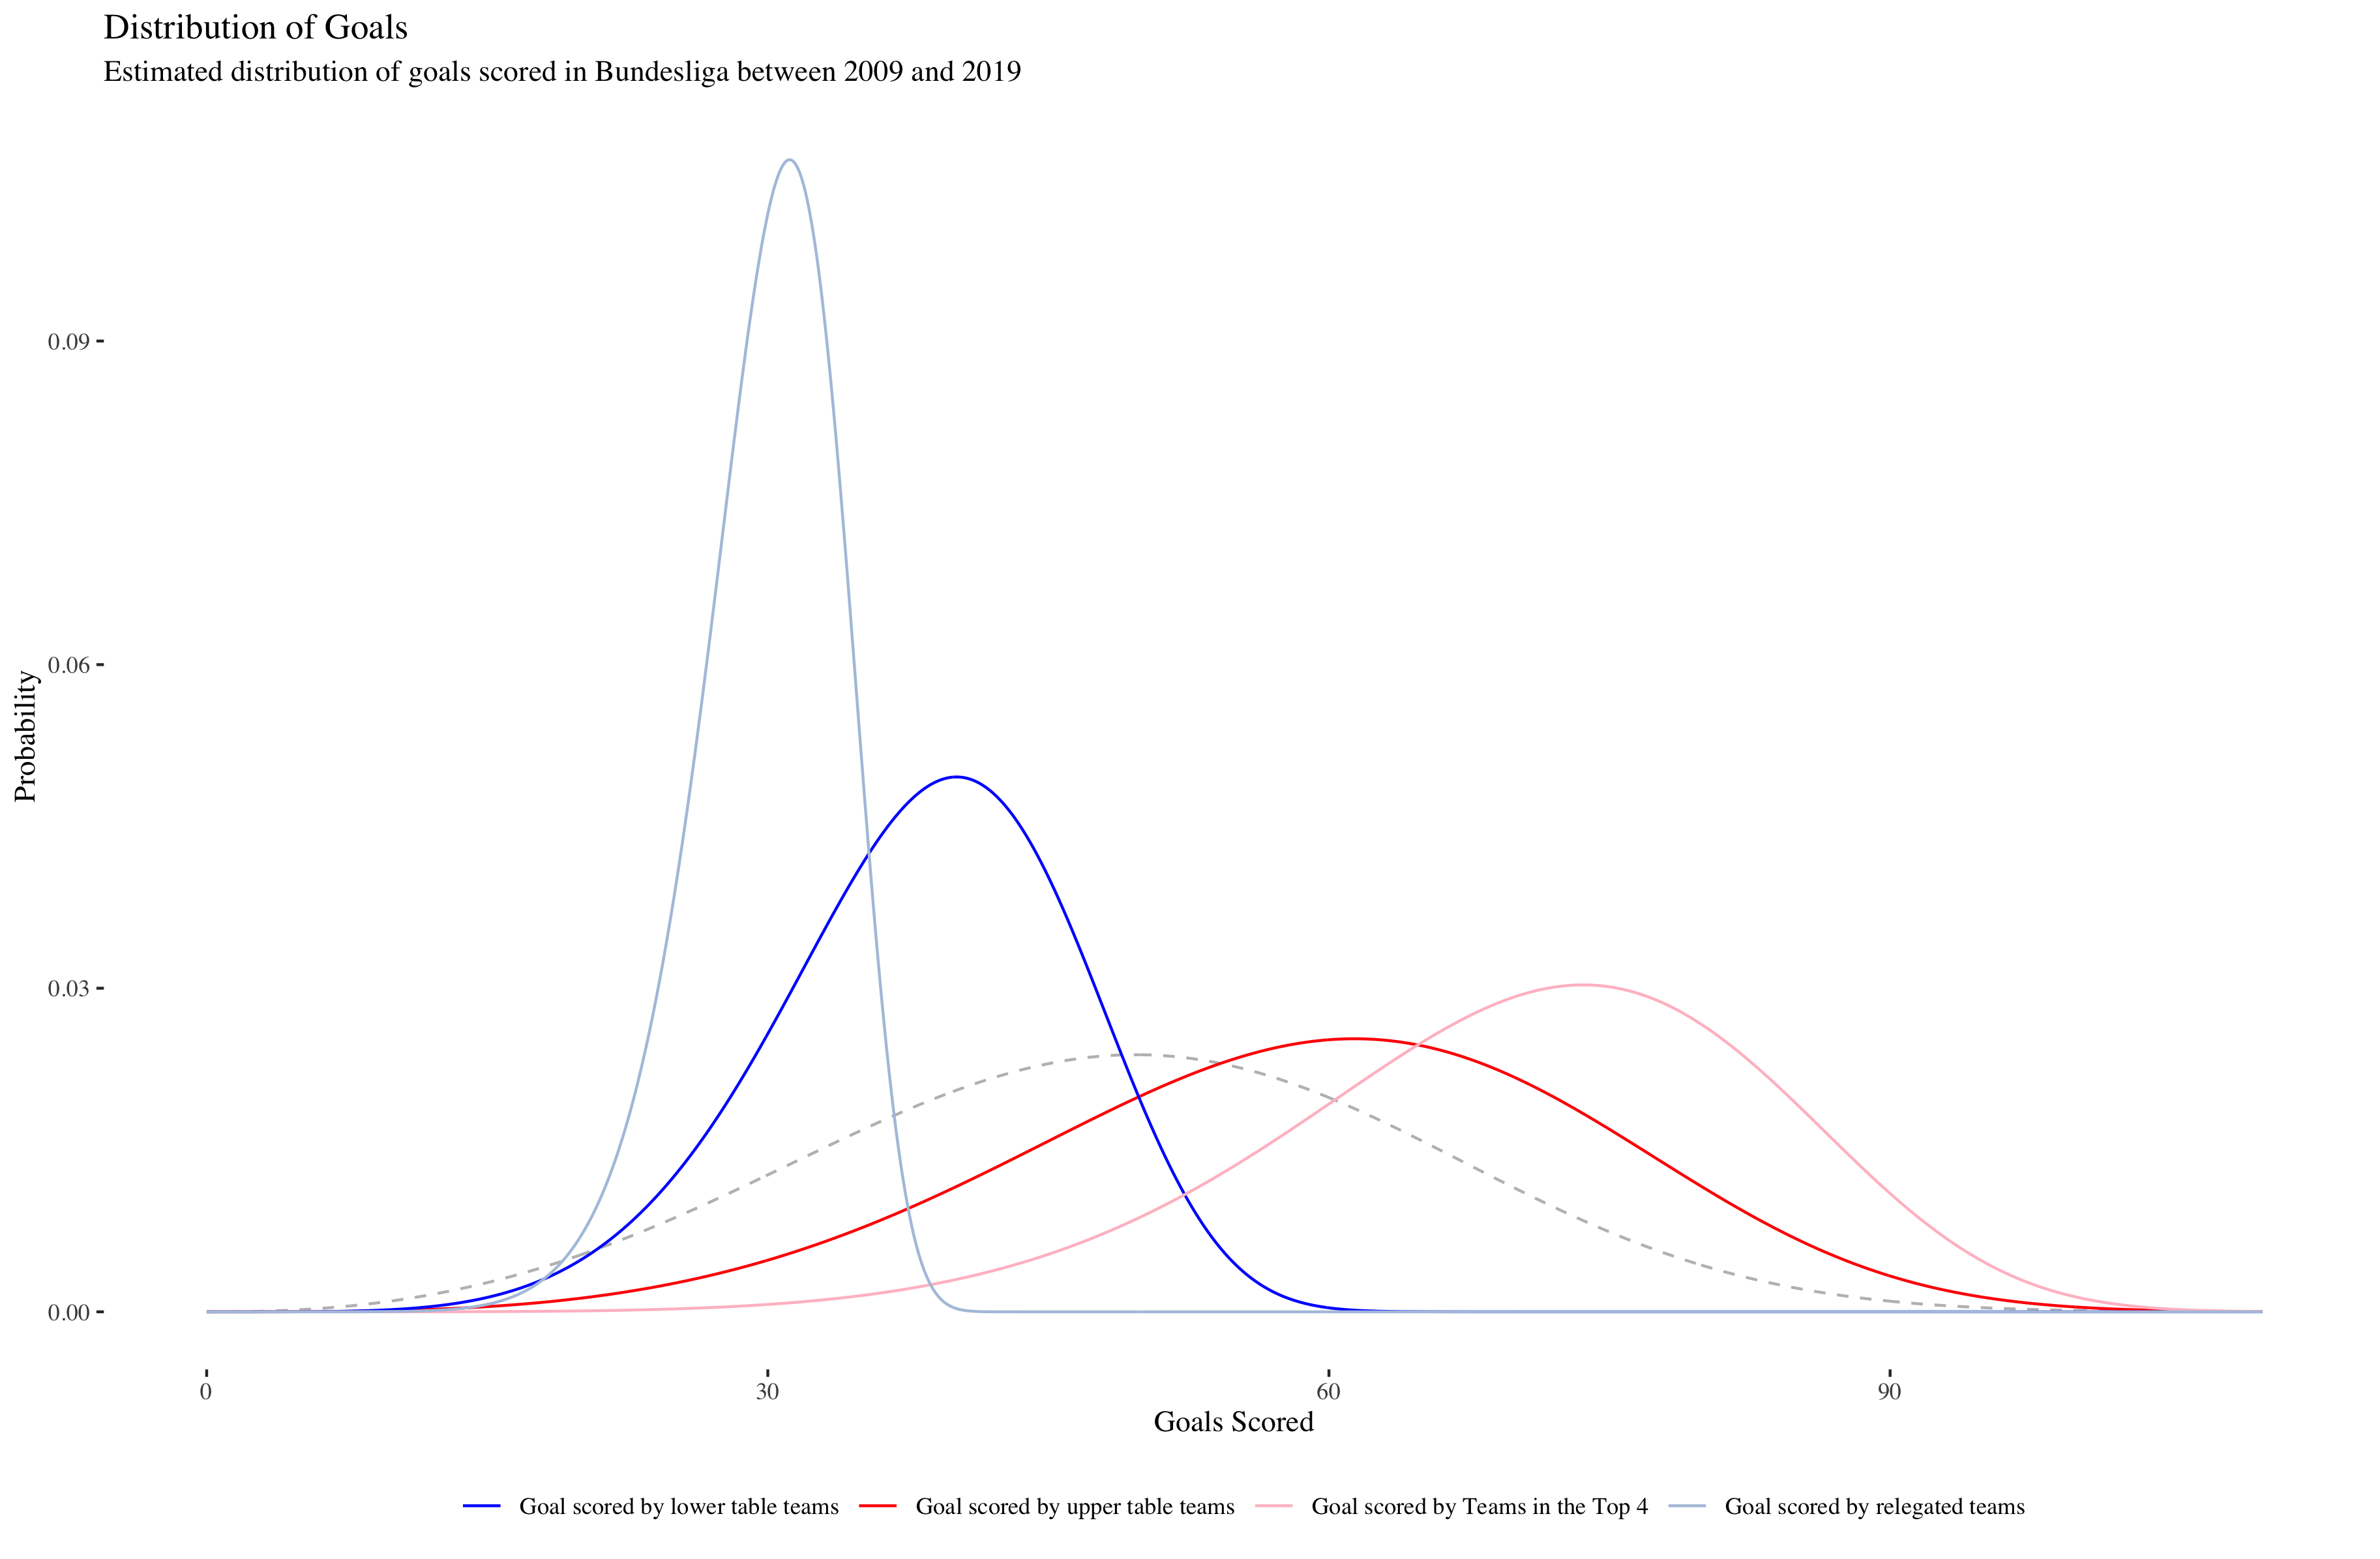 Distribution of Goals
Estimated distribution of goals scored in Bundesliga between 2009 and 2019
0.09
0.06
0.03
0.00
Probability
0 30 60 90
Goals Scored
Goal scored by lower table teams Goal scored by upper table teams Goal scored by Teams in the Top 4 Goal scored by relegated teams